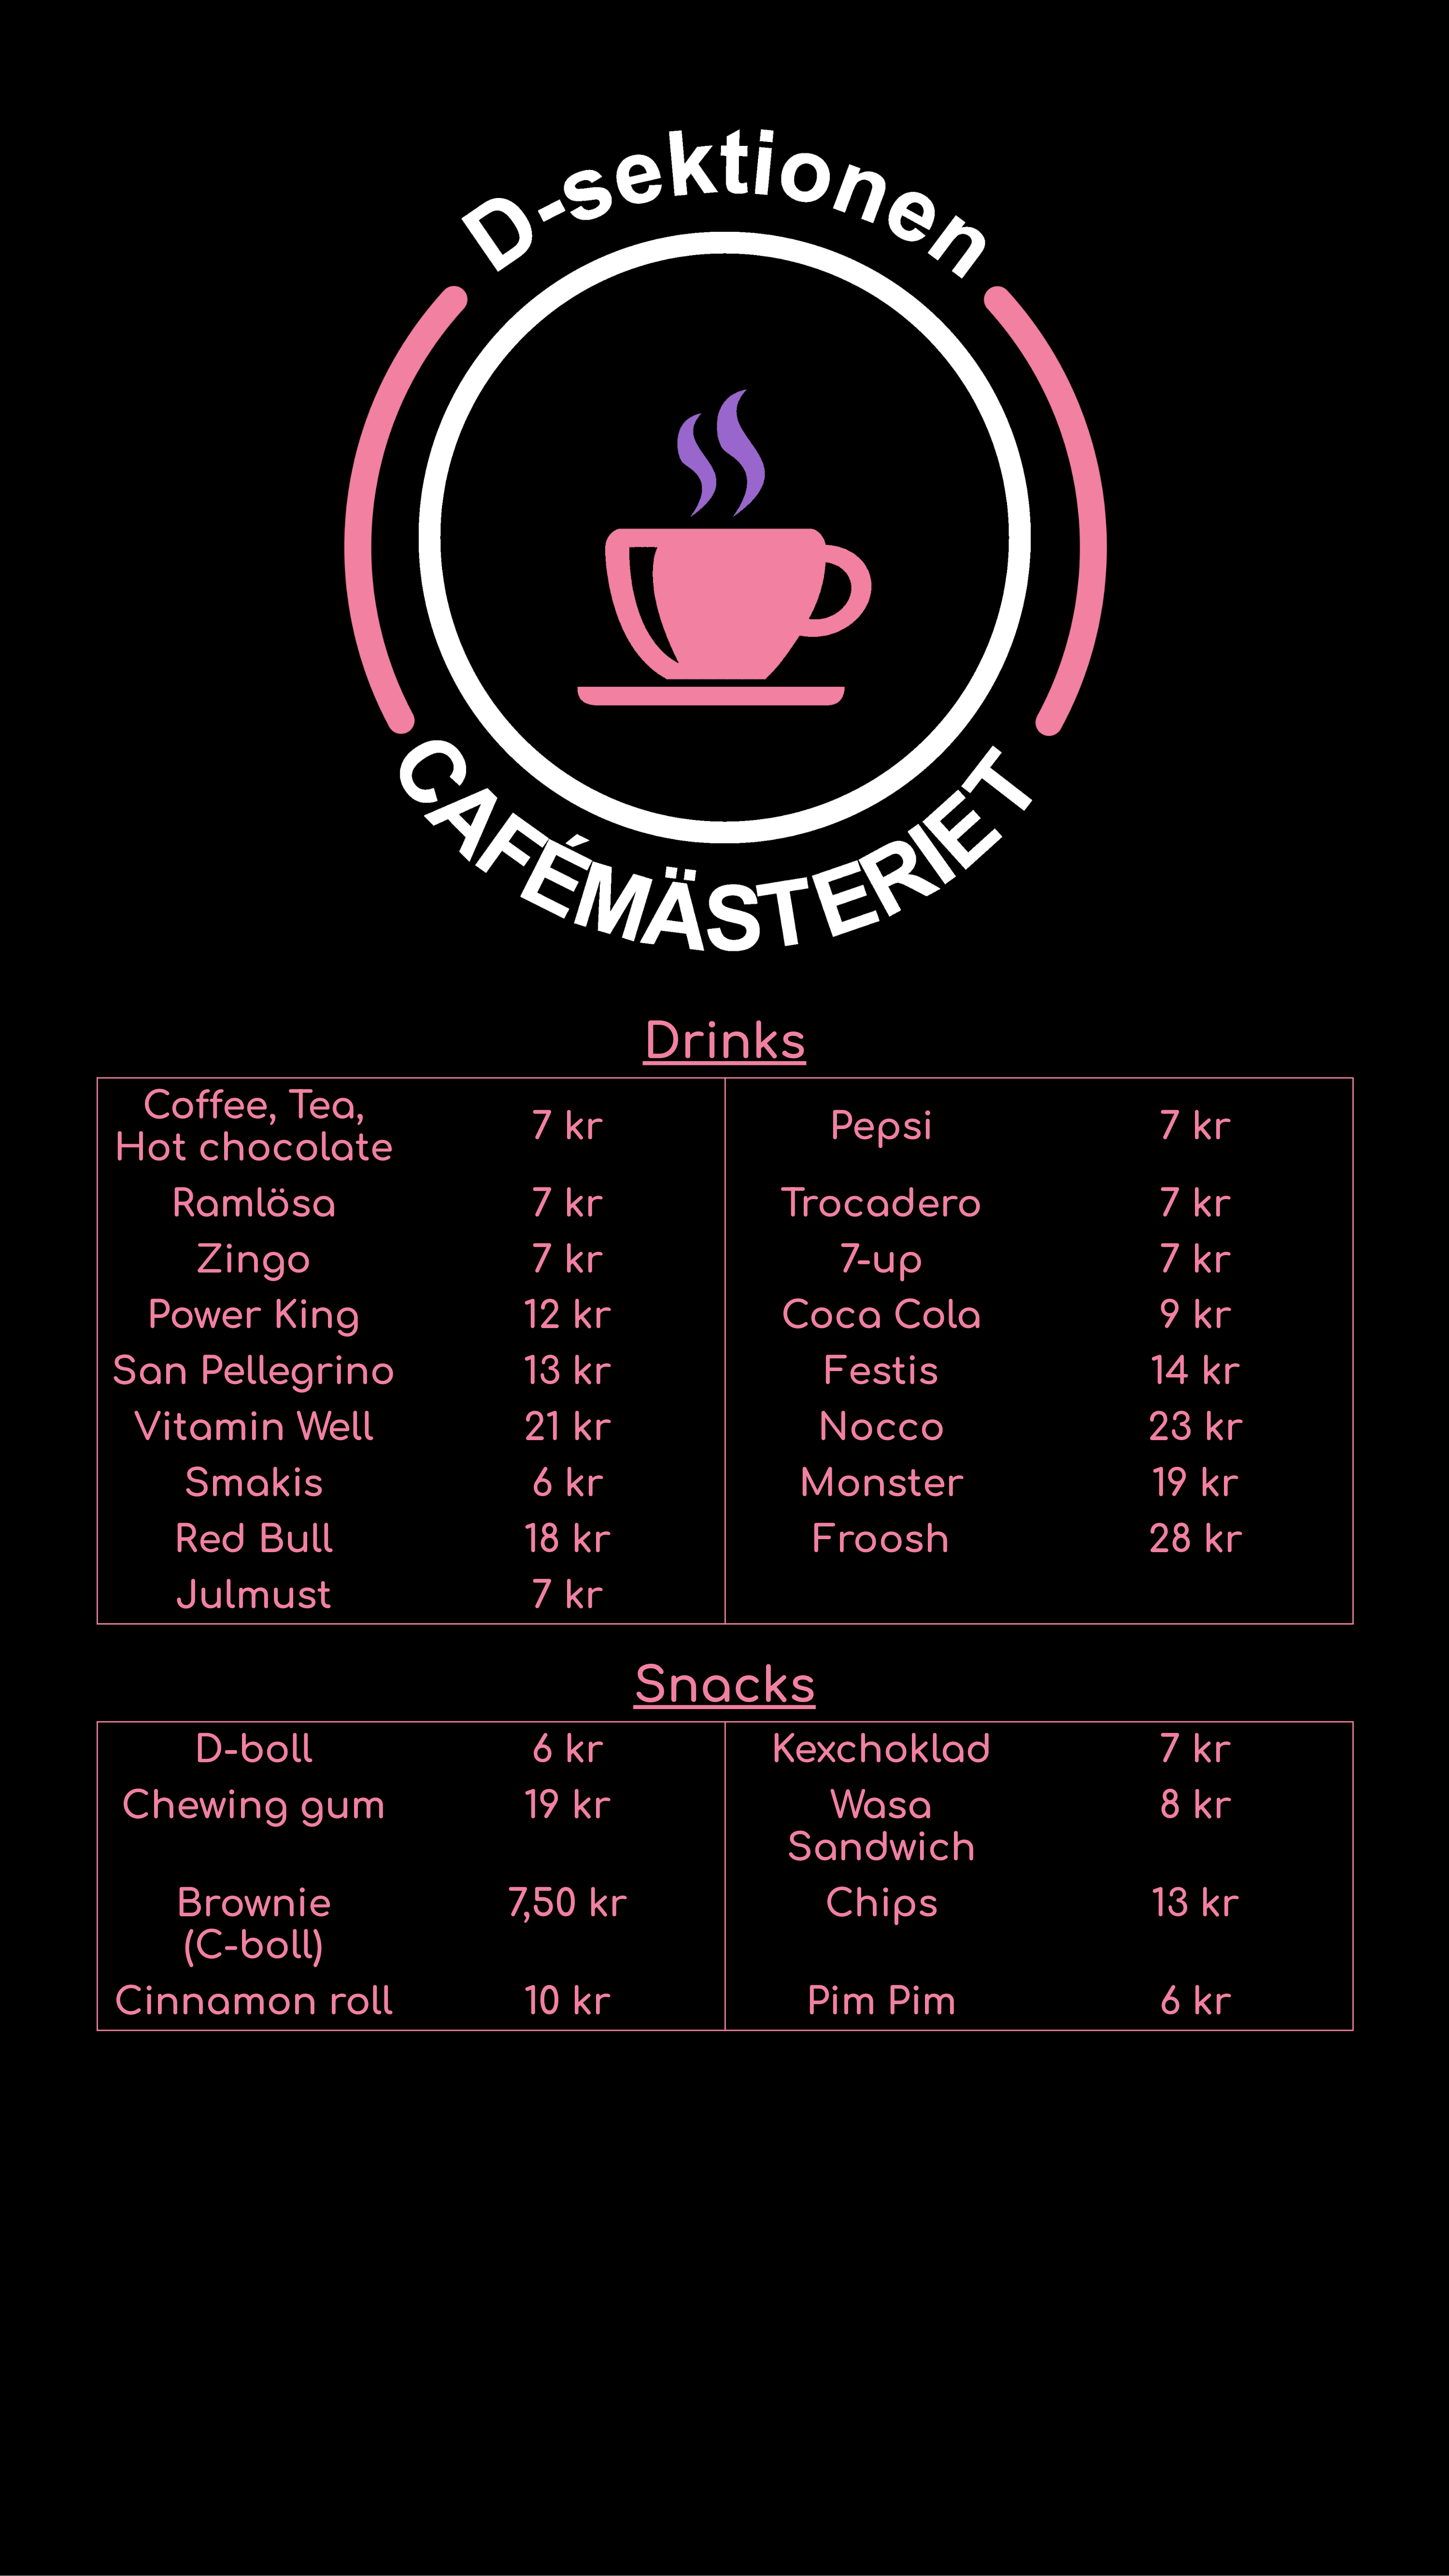 D-sektionen
CAFÉMÄSTERIET
Drinks
Coffee, Tea,
Hot chocolate 7 kr Pepsi 7 kr
Ramlösa 7 kr Trocadero 7 kr
Zingo 7 kr 7-up 7 kr
Power King 12 kr Coca Cola 9 kr
San Pellegrino 13 kr Festis 14 kr
Vitamin Well 21 kr Nocco 23 kr
Smakis 6 kr Monster 19 kr
Red Bull 18 kr Froosh 28 kr
Julmust 7 kr
Snacks
D-boll 6 kr Kexchoklad 7 kr
Chewing gum 19 kr Wasa 8 kr
Sandwich
Brownie 7,50 kr Chips 13 kr
(C-boll)
Cinnamon roll 10 kr Pim Pim 6 kr